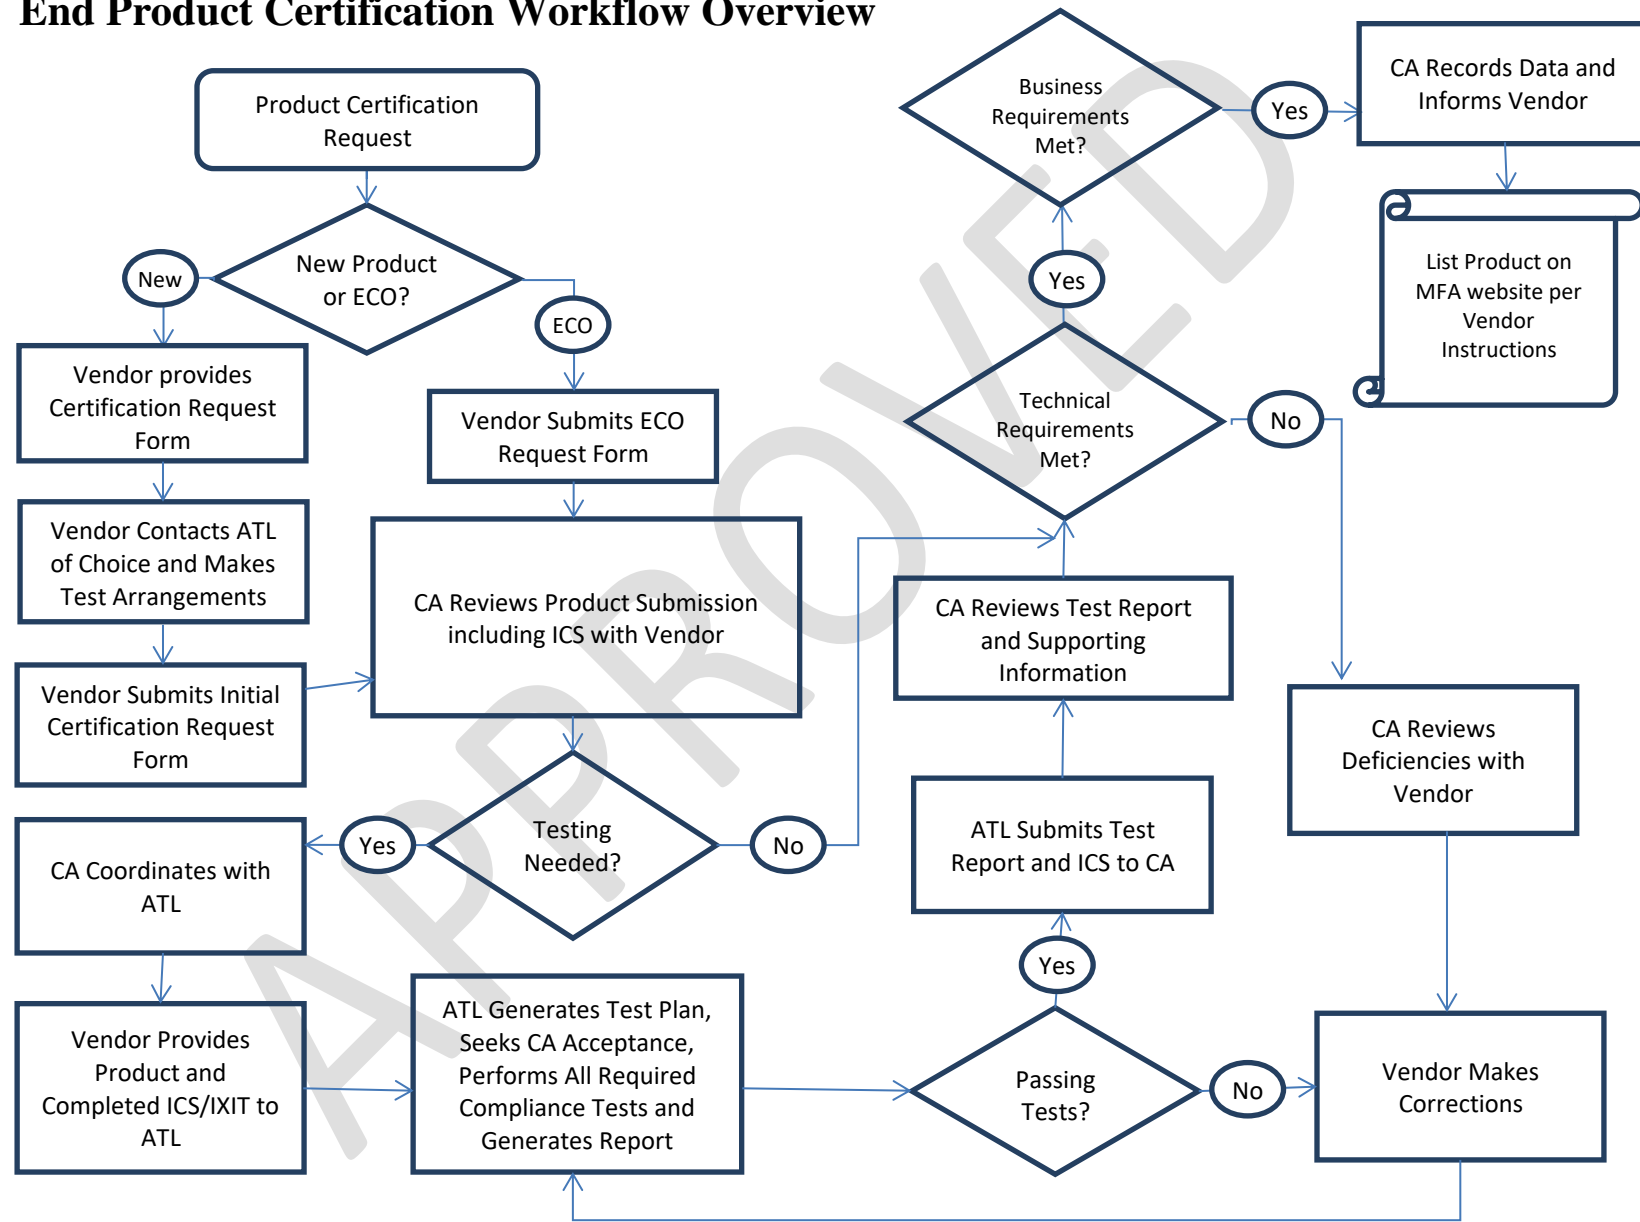 End Product Certification Workflow Overview
Product Certification
Request
New Product
or ECO?
New
ECO
Vendor provides
Certification Request
Form
Vendor Submits ECO
Request Form
Vendor Contacts ATL
of Choice and Makes
Test Arrangements
CA Reviews Product Submission
including ICS with Vendor
Vendor Submits Initial
Certification Request
Form
Testing
Needed?
Yes
No
CA Coordinates with
ATL
Vendor Provides
Product and
Completed ICS/IXIT to
ATL
ATL Generates Test Plan,
Seeks CA Acceptance,
Performs All Required
Compliance Tests and
Generates Report
Passing
Tests?
Yes
No
ATL Submits Test
Report and ICS to CA
CA Reviews Test Report
and Supporting
Information
Technical
Requirements
Met?
Yes
No
Business
Requirements
Met?
Yes
CA Records Data and
Informs Vendor
List Product on
MFA website per
Vendor
Instructions
CA Reviews
Deficiencies with
Vendor
Vendor Makes
Corrections
APPROVED